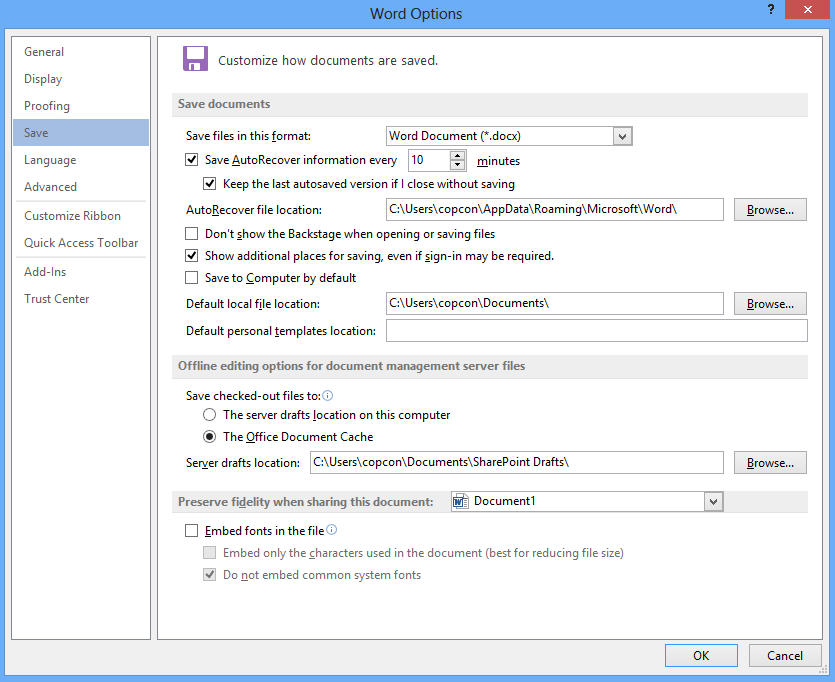 Word Options
?
General
Display
Proofing
Save
Language
Advanced
Customize Ribbon
Quick Access Toolbar
Add-Ins
Trust Center
Customize how documents are saved.
Save documents
Save files in this format: Word Document (*.docx)
Save AutoRecover information every 10 minutes
Keep the last autosaved version if I close without saving
AutoRecover file location: C:\Users\copcon\AppData\Roaming\Microsoft\Word\ Browse...
Don't show the Backstage when opening or saving files
Show additional places for saving, even if sign-in may be required.
Save to Computer by default
Default local file location: C:\Users\copcon\Documents\ Browse...
Default personal templates location:
Offline editing options for document management server files
Save checked-out files to:
The server drafts location on this computer
The Office Document Cache
Server drafts location: C:\Users\copcon\Documents\SharePoint Drafts\ Browse...
Preserve fidelity when sharing this document: Document1
Embed fonts in the file
Embed only the characters used in the document (best for reducing file size)
Do not embed common system fonts
OK Cancel